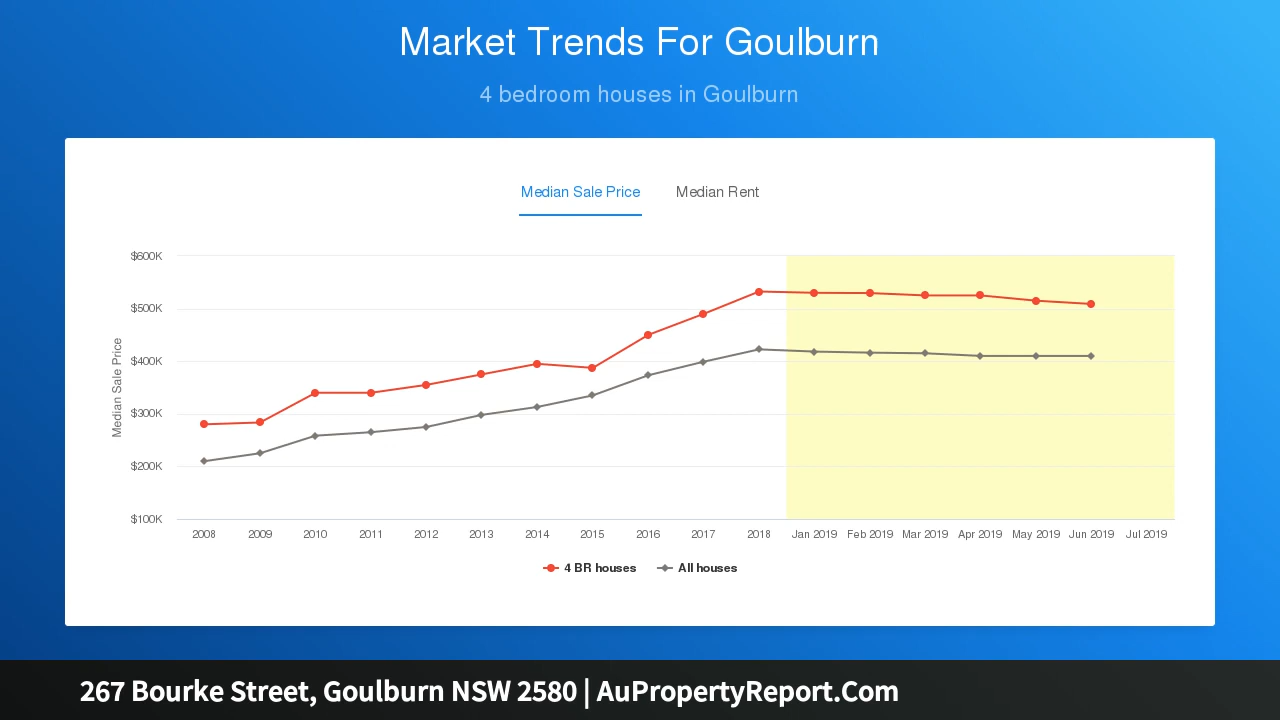 Market Trends For Goulburn
4 bedroom houses in Goulburn
Median Sale Price Median Rent
$600K
$500K
$400K
$300K
$200K
$100K
Median Sale Price
2008 2009 2010 2011 2012 2013 2014 2015 2016 2017 2018 Jan 2019 Feb 2019 Mar 2019 Apr 2019 May 2019 Jun 2019 Jul 2019
4 BR houses All houses
267 Bourke Street, Goulburn NSW 2580 | AuPropertyReport.Com